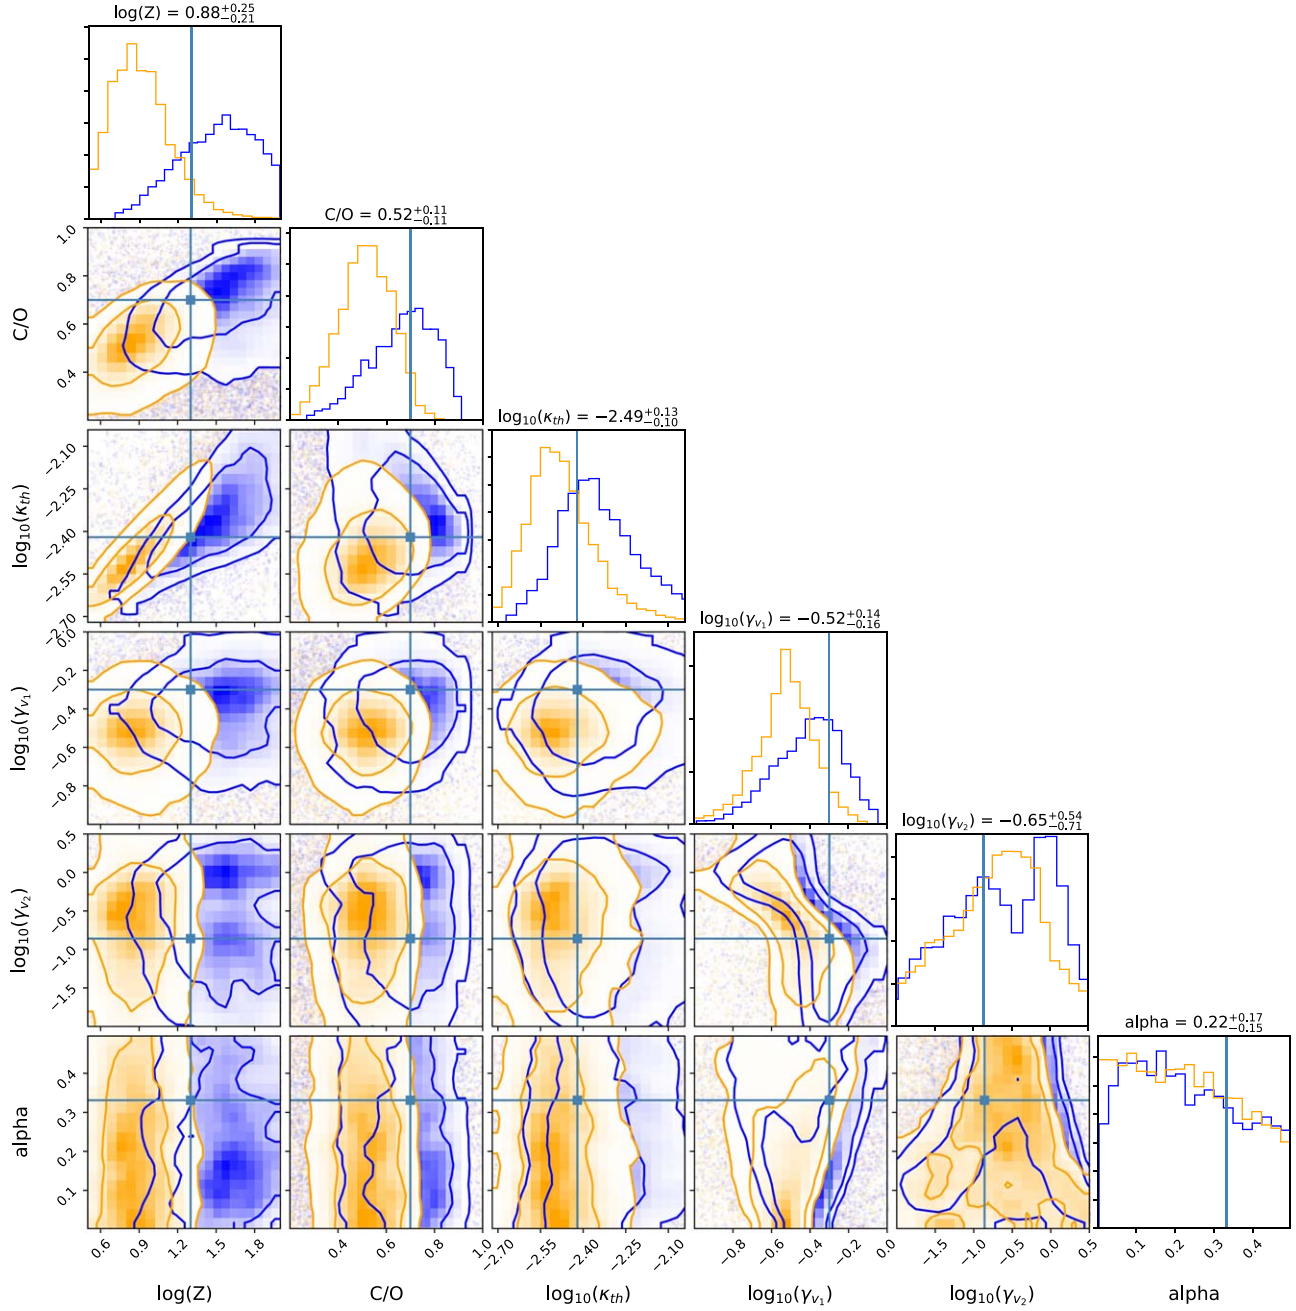 log(Z) = 0.88+0.25−0.21
C/O = 0.52+0.11−0.11
1.0
0.8
0.6
0.4
C/O
log10(κth) = −2.49+0.13−0.10
−2.10
−2.25
−2.40
−2.55
−2.70
log10(κth)
log10(γv1) = −0.52+0.14−0.16
0.0
−0.2
−0.4
−0.6
−0.8
log10(γv1)
log10(γv2) = −0.65+0.54−0.71
0.5
0.0
−0.5
−1.0
−1.5
log10(γv2)
alpha = 0.22+0.17−0.15
0.4
0.3
0.2
0.1
alpha
0.6 0.9 1.2 1.5 1.8
0.4 0.6 0.8 1.0
−2.70 −2.55 −2.40 −2.25 −2.10
−0.8 −0.6 −0.4 −0.2 0.0
−1.5 −1.0 −0.5 0.0 0.5
0.1 0.2 0.3 0.4
log(Z) C/O log10(κth) log10(γv1) log10(γv2) alpha